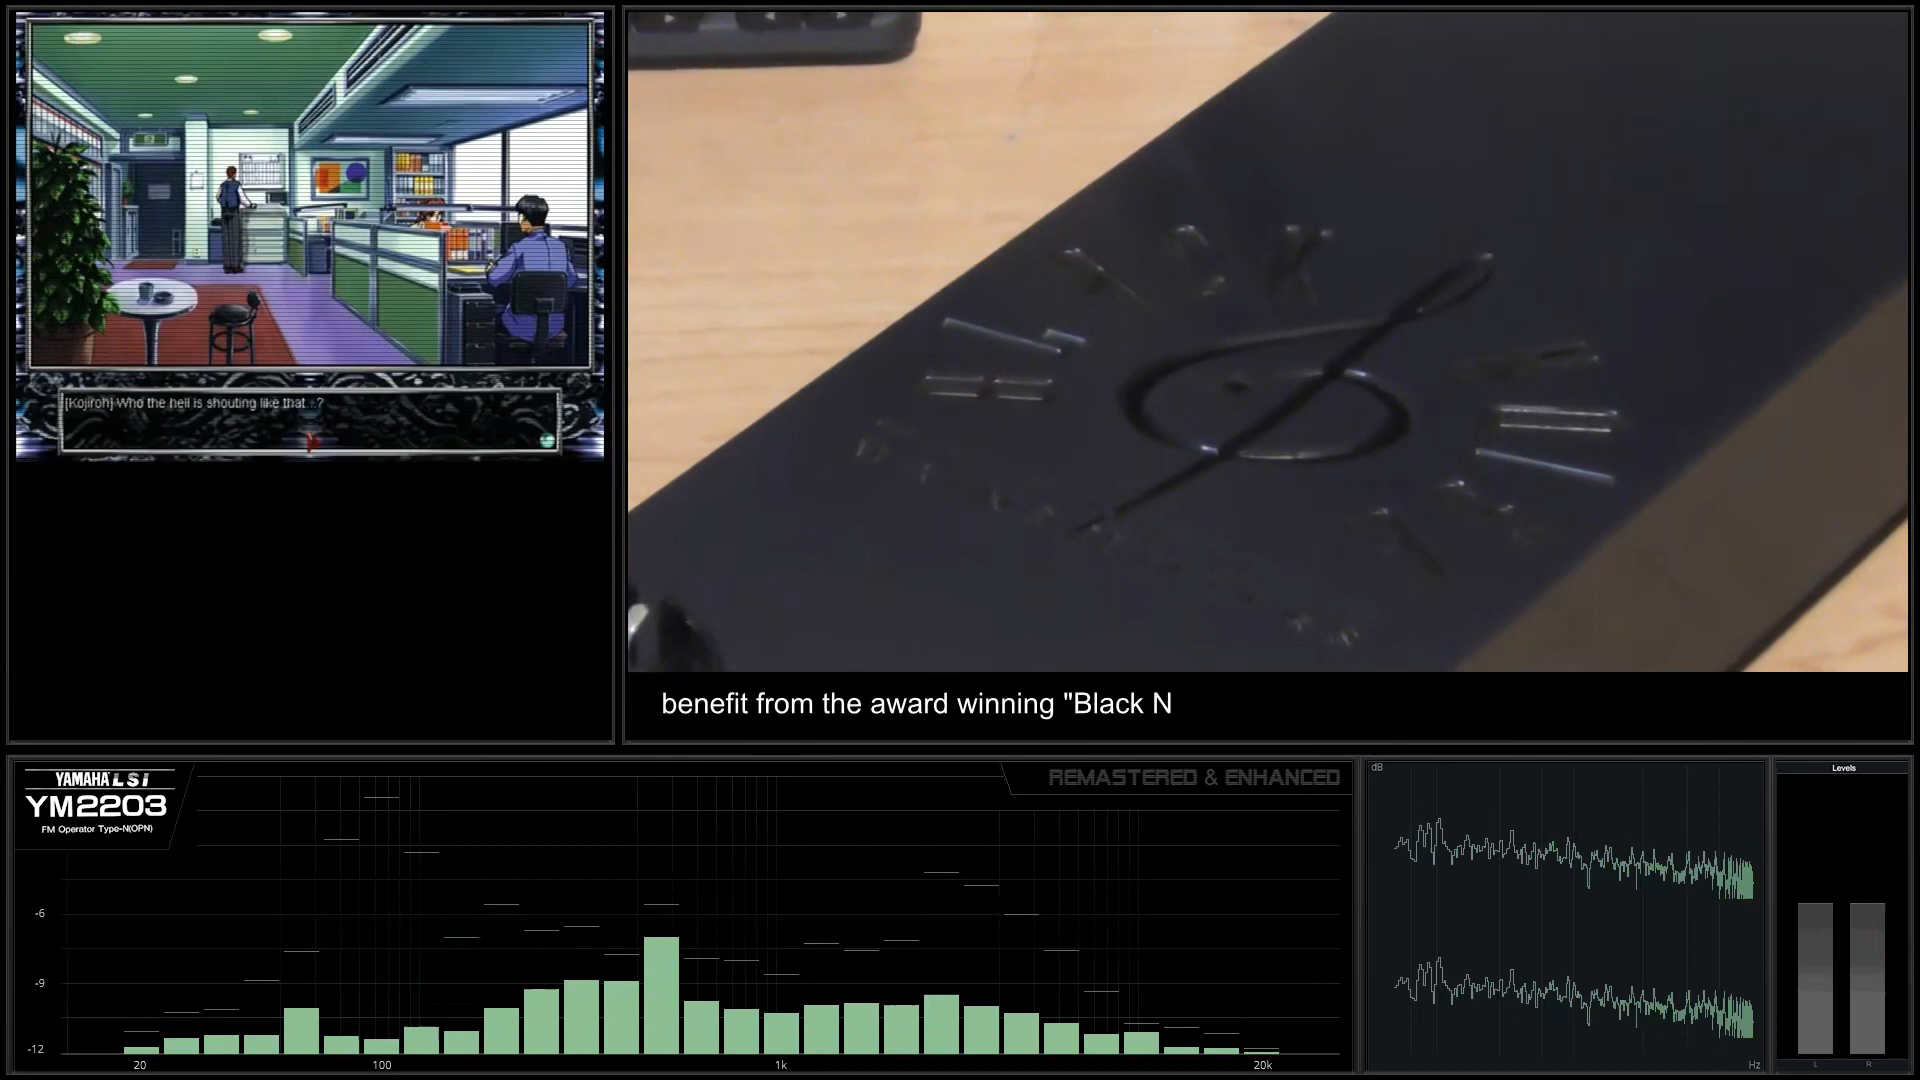 [Kojiroh] Who the hell is shouting like that...?
benefit from the award winning "Black N
YAMAHA LSI
YM2203
FM Operator Type-N(OPN)
REMASTERED & ENHANCED
-6
-9
-12
20
100
1k
20k
dB
Hz
Levels
L
R